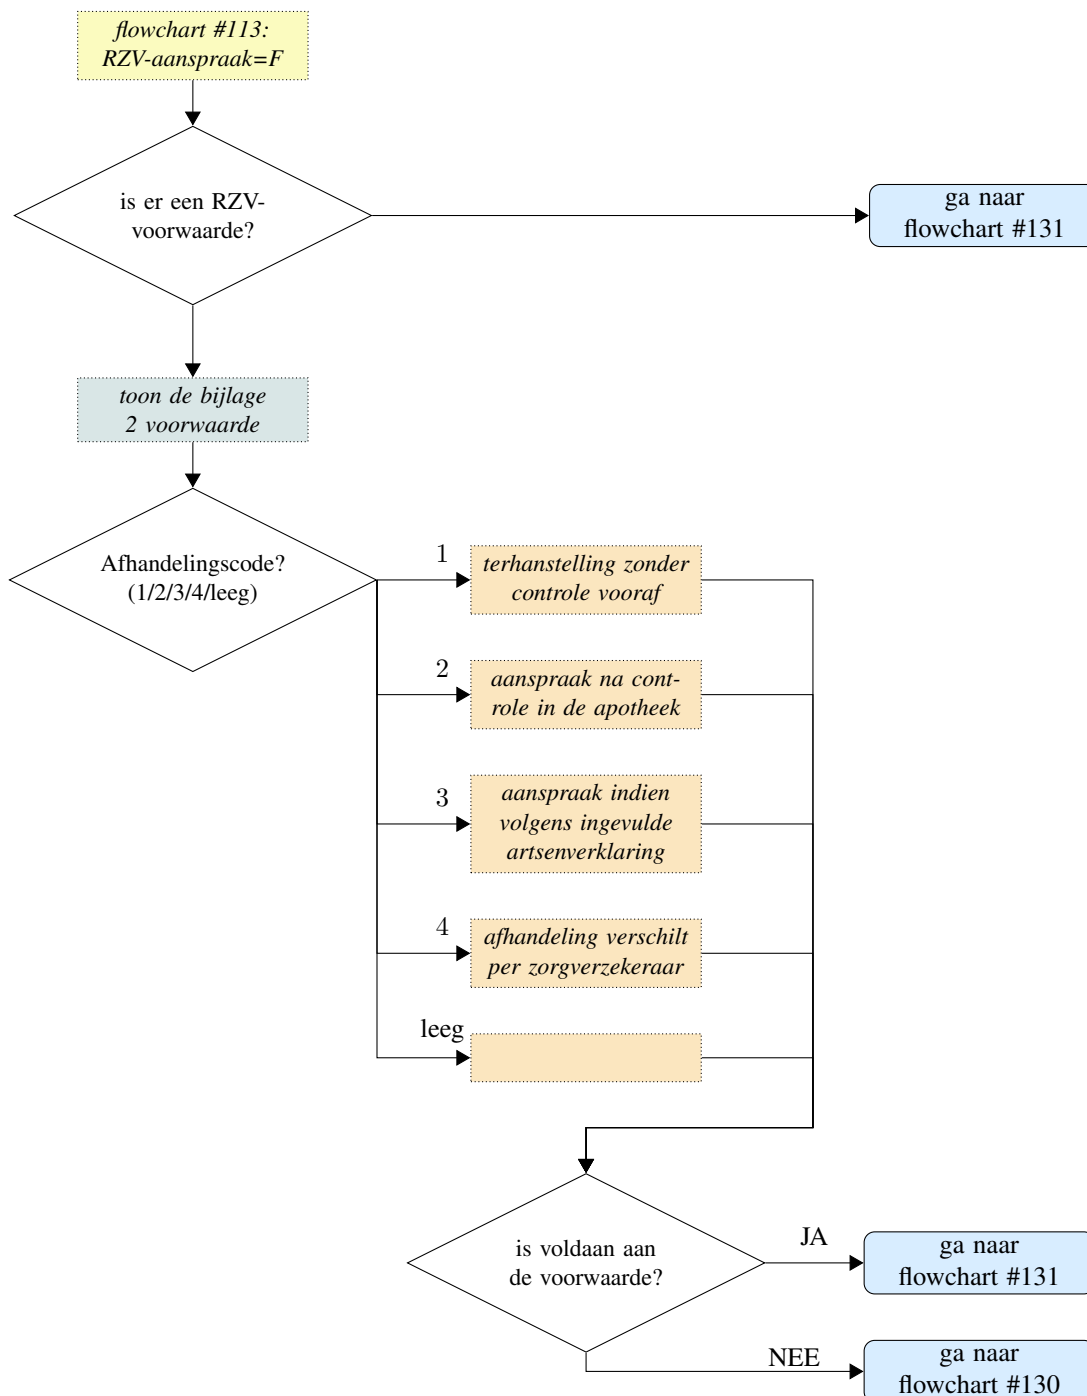 flowchart #113:
RZV-aanspraak=F
is er een RZV-
voorwaarde?
ga naar
flowchart #131
toon de bijlage
2 voorwaarde
Afhandelingscode?
(1/2/3/4/leeg)
1
terhanstelling zonder
controle vooraf
2
aanspraak na cont-
role in de apotheek
3
aanspraak indien
volgens ingevulde
artsenverklaring
4
afhandeling verschilt
per zorgverzekeraar
leeg
is voldaan aan
de voorwaarde?
JA
ga naar
flowchart #131
NEE
ga naar
flowchart #130